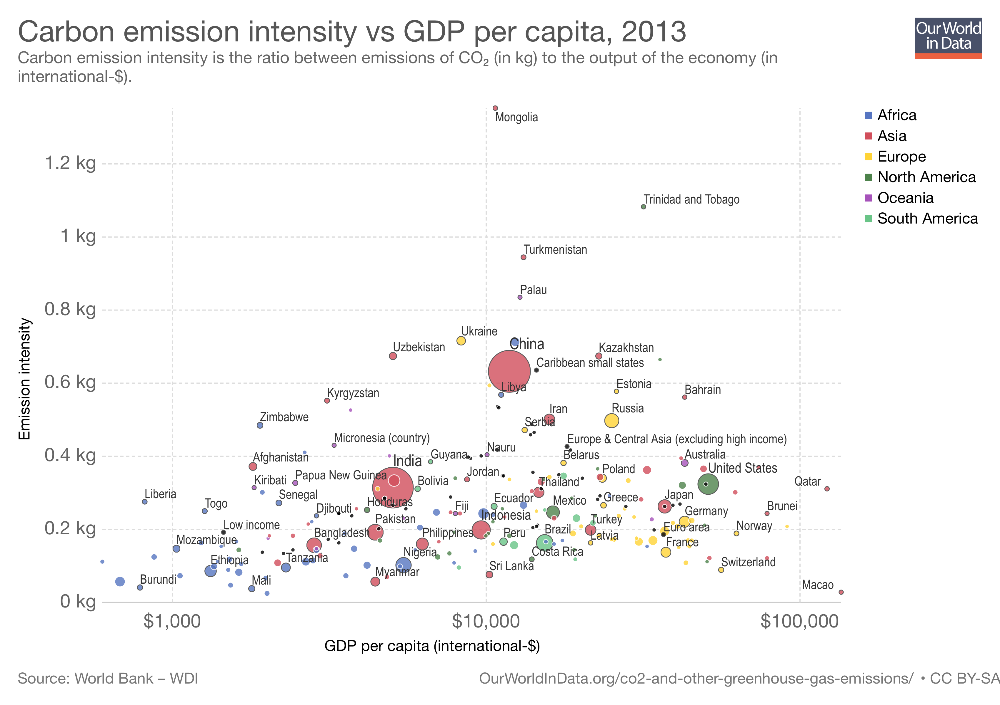 Carbon emission intensity vs GDP per capita, 2013
Carbon emission intensity is the ratio between emissions of CO₂ (in kg) to the output of the economy (in
international-$).
Our World
in Data
Africa
Asia
Europe
North America
Oceania
South America
Emission intensity
1.2 kg
1 kg
0.8 kg
0.6 kg
0.4 kg
0.2 kg
0 kg
Mongolia
Trinidad and Tobago
Turkmenistan
Palau
Ukraine
China
Uzbekistan
Kazakhstan
Caribbean small states
Libya
Estonia
Bahrain
Kyrgyzstan
Iran
Russia
Zimbabwe
Serbia
Micronesia (country)
Europe & Central Asia (excluding high income)
Nauru
Guyana
Belarus
Australia
Afghanistan
India
United States
Poland
Jordan
Papua New Guinea
Kiribati
Bolivia
Thailand
Qatar
Liberia
Senegal
Togo
Honduras
Ecuador
Mexico
Greece
Japan
Djibouti
Fiji
Brunei
Germany
Indonesia
Pakistan
Turkey
Low income
Norway
Euro area
Bangladesh
Philippines
Peru
Brazil
Latvia
Mozambique
France
Costa Rica
Nigeria
Tanzania
Ethiopia
Switzerland
Sri Lanka
Myanmar
Burundi
Mali
Macao
$1,000
$10,000
$100,000
GDP per capita (international-$)
Source: World Bank – WDI
OurWorldInData.org/co2-and-other-greenhouse-gas-emissions/ • CC BY-SA